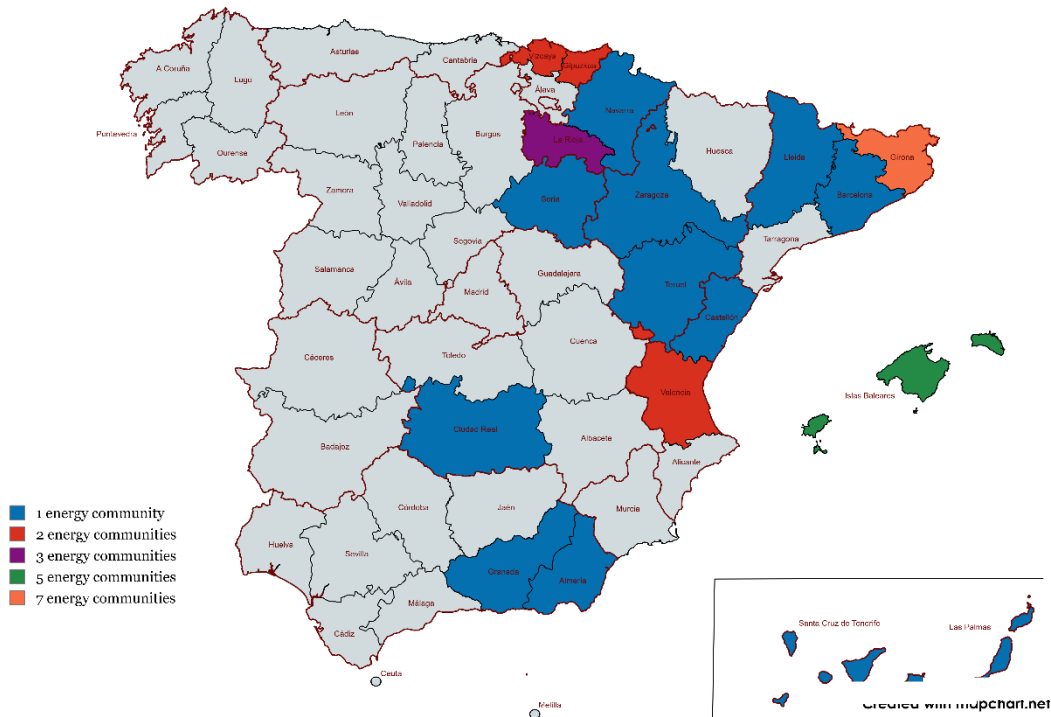 Asturias
Cantabria
Vizcaya
Gipuzkoa
A Coruña
Lugo
Álava
Navarra
León
Burgos
Palencia
Pontevedra
Ourense
La Rioja
Huesca
Lleida
Girona
Zamora
Valladolid
Soria
Zaragoza
Barcelona
Segovia
Tarragona
Salamanca
Ávila
Madrid
Guadalajara
Teruel
Castellón
Cáceres
Toledo
Cuenca
Valencia
Islas Baleares
Ciudad Real
Badajoz
Albacete
Alicante
Córdoba
Jaén
Murcia
1 energy community
2 energy communities
3 energy communities
5 energy communities
7 energy communities
Huelva
Sevilla
Granada
Almería
Málaga
Cádiz
Ceuta
Melilla
Santa Cruz de Tenerife
Las Palmas
Created with mapchart.net